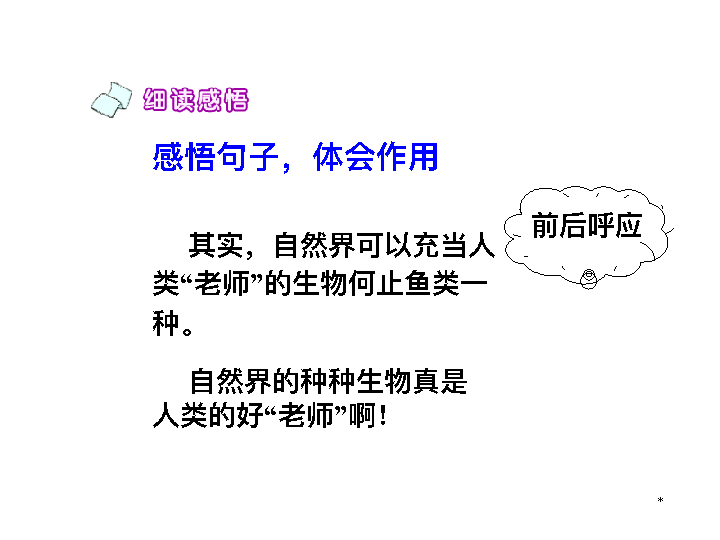 细读感悟
感悟句子，体会作用
前后呼应
其实，自然界可以充当人
类“老师”的生物何止鱼类一
种。
自然界的种种生物真是
人类的好“老师”啊！
*